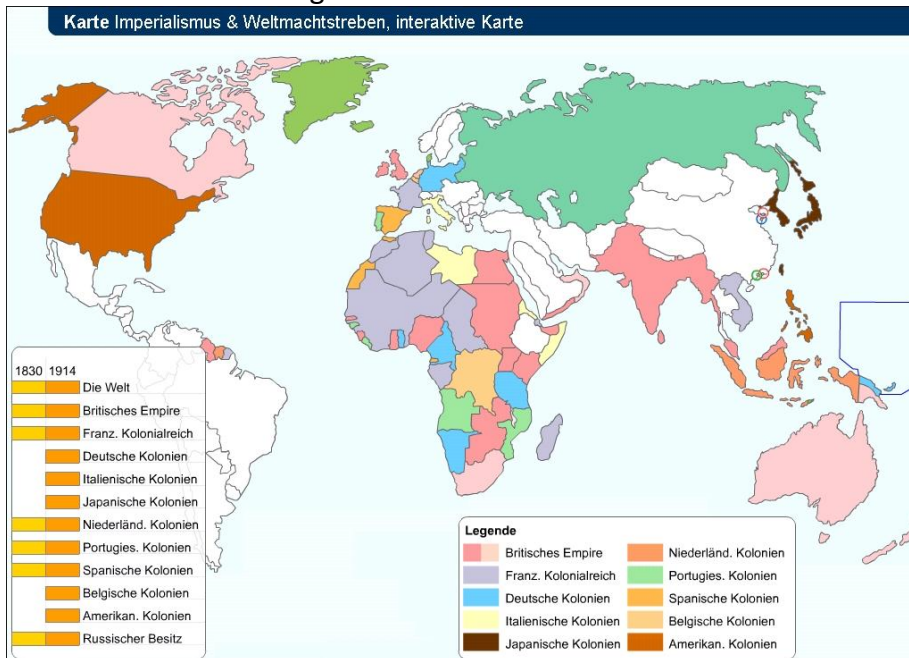 Karte Imperialismus & Weltmachtstreben, interaktive Karte
1830 1914
Die Welt
Britisches Empire
Franz. Kolonialreich
Deutsche Kolonien
Italienische Kolonien
Japanische Kolonien
Niederländ. Kolonien
Portugies. Kolonien
Spanische Kolonien
Belgische Kolonien
Amerikan. Kolonien
Russischer Besitz
Legende
Britisches Empire
Franz. Kolonialreich
Deutsche Kolonien
Italienische Kolonien
Japanische Kolonien
Niederländ. Kolonien
Portugies. Kolonien
Spanische Kolonien
Belgische Kolonien
Amerikan. Kolonien